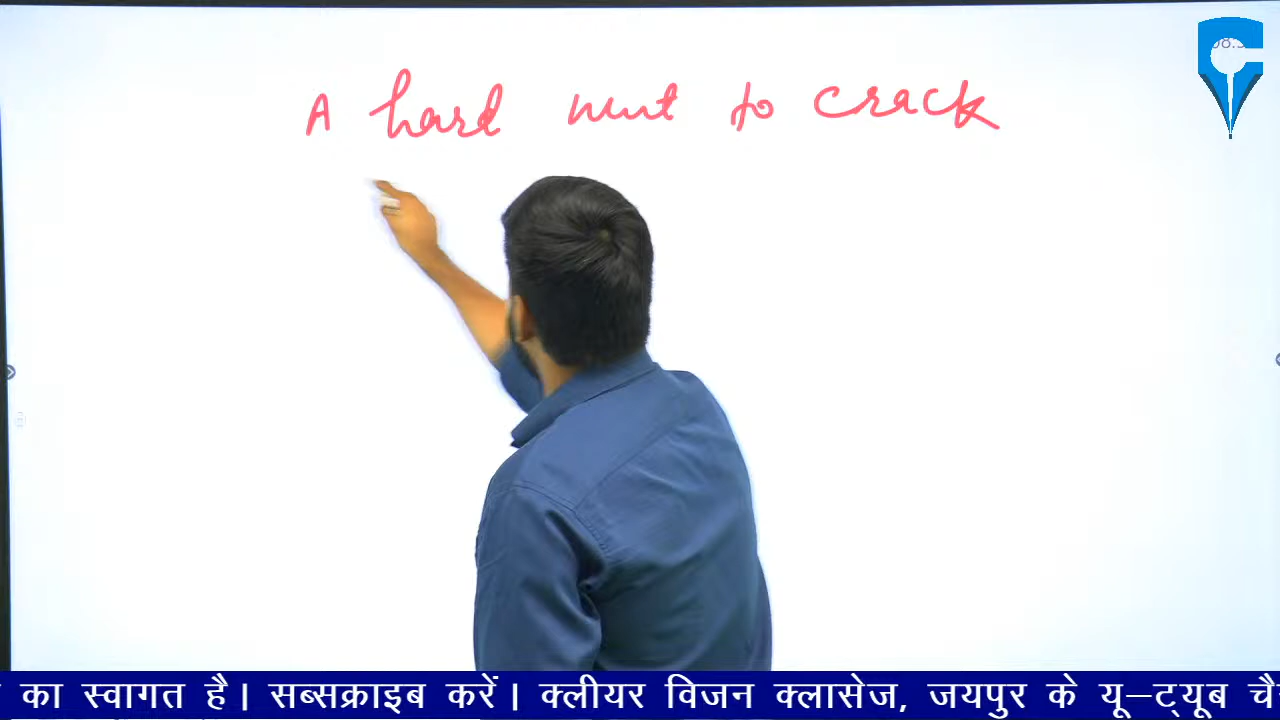 A hard nut to crack
का स्वागत है। सब्सक्राइब करें। क्लीयर विजन क्लासेज, जयपुर के यू–ट्यूब